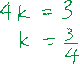 4k = 3
k = 3/4